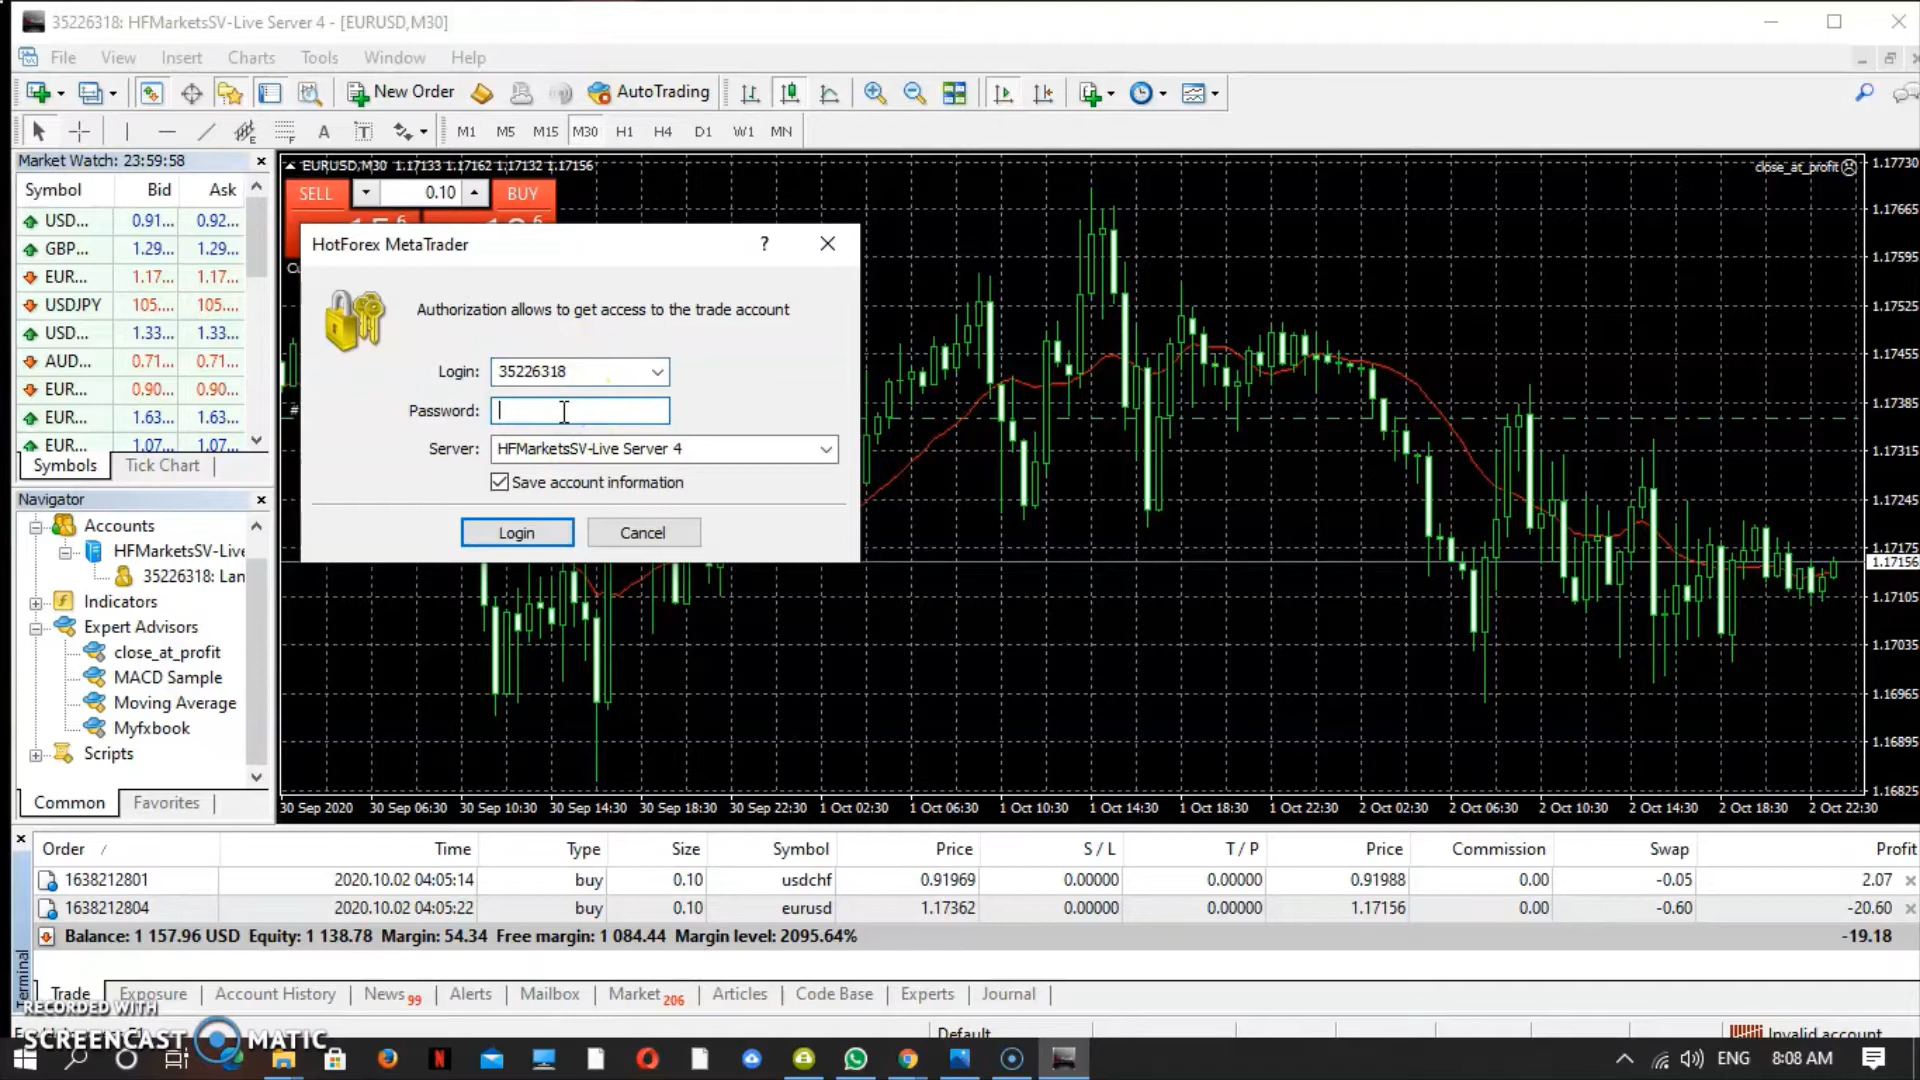 35226318: HFMarketsSV-Live Server 4 - [EURUSD,M30]
File View Insert Charts Tools Window Help
New Order AutoTrading
A T M1 M5 M15 M30 H1 H4 D1 W1 MN
Market Watch: 23:59:58
Symbol Bid Ask
USD... 0.91... 0.92...
GBP... 1.29... 1.29...
EUR... 1.17... 1.17...
USDJPY 105.... 105....
USD... 1.33... 1.33...
AUD... 0.71... 0.71...
EUR... 0.90... 0.90...
EUR... 1.63... 1.63...
EUR... 1.07... 1.07...
Symbols Tick Chart
Navigator
Accounts
HFMarketsSV-Live
35226318: Lan
Indicators
Expert Advisors
close_at_profit
MACD Sample
Moving Average
Myfxbook
Scripts
Common Favorites
EURUSD,M30 1.17133 1.17162 1.17132 1.17156
close_at_profit
SELL 0.10 BUY
HotForex MetaTrader ?
Authorization allows to get access to the trade account
Login: 35226318
Password:
Server: HFMarketsSV-Live Server 4
Save account information
Login Cancel
1.17730
1.17665
1.17595
1.17525
1.17455
1.17385
1.17315
1.17245
1.17175
1.17156
1.17105
1.17035
1.16965
1.16895
1.16825
30 Sep 2020 30 Sep 06:30 30 Sep 10:30 30 Sep 14:30 30 Sep 18:30 30 Sep 22:30 1 Oct 02:30 1 Oct 06:30 1 Oct 10:30 1 Oct 14:30 1 Oct 18:30 1 Oct 22:30 2 Oct 02:30 2 Oct 06:30 2 Oct 10:30 2 Oct 14:30 2 Oct 18:30 2 Oct 22:30
Order / Time Type Size Symbol Price S / L T / P Price Commission Swap Profit
1638212801 2020.10.02 04:05:14 buy 0.10 usdchf 0.91969 0.00000 0.00000 0.91988 0.00 -0.05 2.07
1638212804 2020.10.02 04:05:22 buy 0.10 eurusd 1.17362 0.00000 0.00000 1.17156 0.00 -0.60 -20.60
Balance: 1 157.96 USD Equity: 1 138.78 Margin: 54.34 Free margin: 1 084.44 Margin level: 2095.64% -19.18
Terminal
Trade Exposure Account History News 99 Alerts Mailbox Market 206 Articles Code Base Experts Journal
RECORDED WITH
SCREENCAST MATIC
Default Invalid account
ENG 8:08 AM